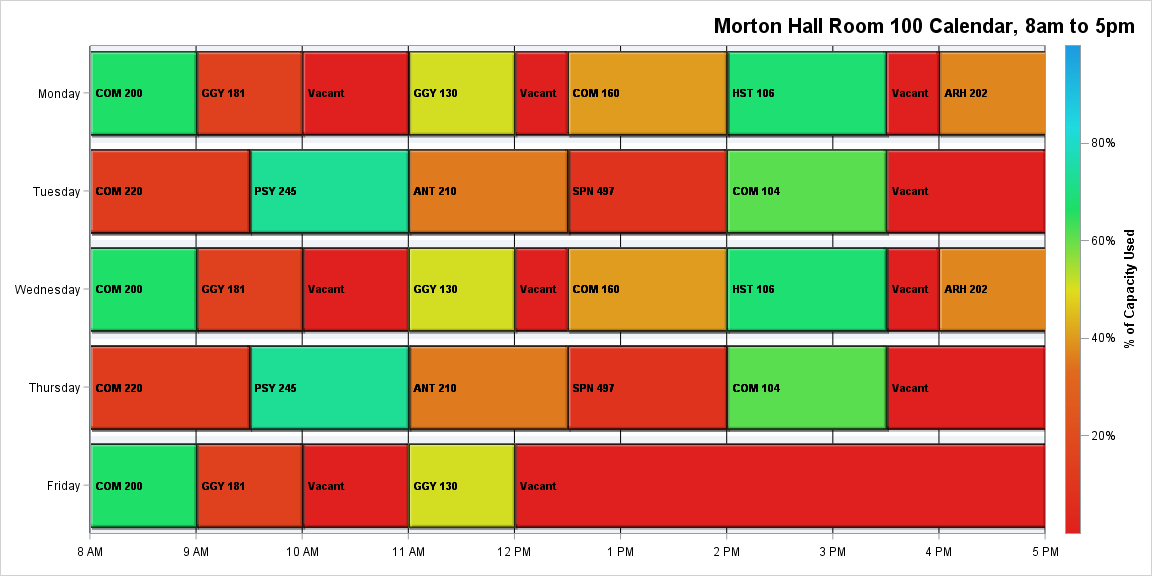 Morton Hall Room 100 Calendar, 8am to 5pm
Monday
COM 200
GGY 181
Vacant
GGY 130
Vacant
COM 160
HST 106
Vacant
ARH 202
Tuesday
COM 220
PSY 245
ANT 210
SPN 497
COM 104
Vacant
Wednesday
COM 200
GGY 181
Vacant
GGY 130
Vacant
COM 160
HST 106
Vacant
ARH 202
Thursday
COM 220
PSY 245
ANT 210
SPN 497
COM 104
Vacant
Friday
COM 200
GGY 181
Vacant
GGY 130
Vacant
8 AM
9 AM
10 AM
11 AM
12 PM
1 PM
2 PM
3 PM
4 PM
5 PM
80%
60%
40%
20%
% of Capacity Used